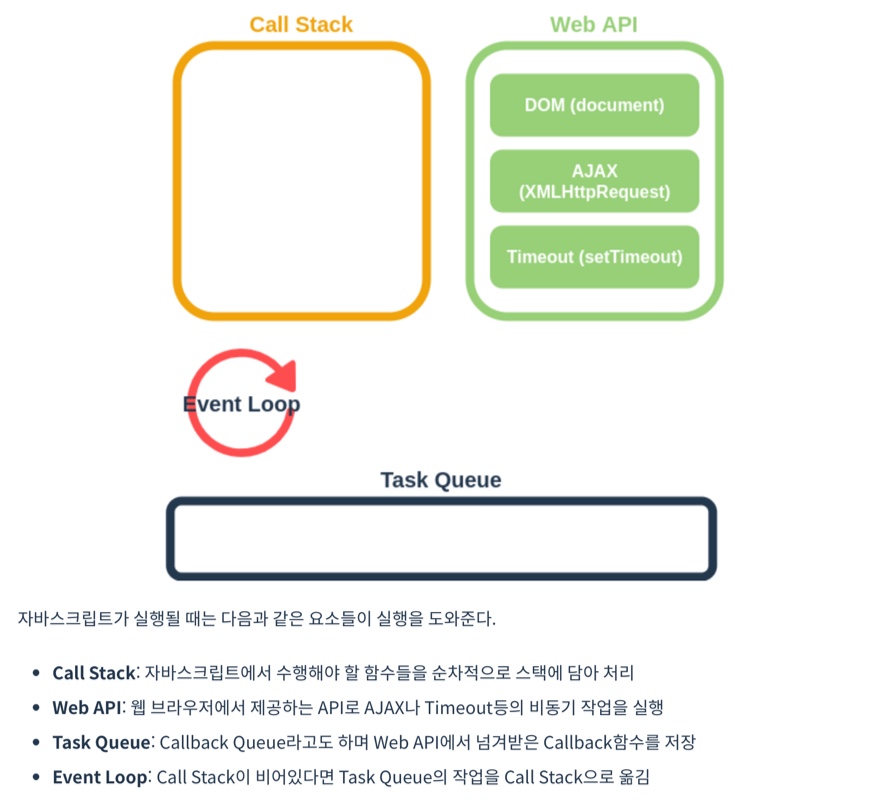 Call Stack
Web API
DOM (document)
AJAX
(XMLHttpRequest)
Timeout (setTimeout)
Event Loop
Task Queue
자바스크립트가 실행될 때는 다음과 같은 요소들이 실행을 도와준다.
• Call Stack: 자바스크립트에서 수행해야 할 함수들을 순차적으로 스택에 담아 처리
• Web API: 웹 브라우저에서 제공하는 API로 AJAX나 Timeout등의 비동기 작업을 실행
• Task Queue: Callback Queue라고도 하며 Web API에서 넘겨받은 Callback함수를 저장
• Event Loop: Call Stack이 비어있다면 Task Queue의 작업을 Call Stack으로 옮김